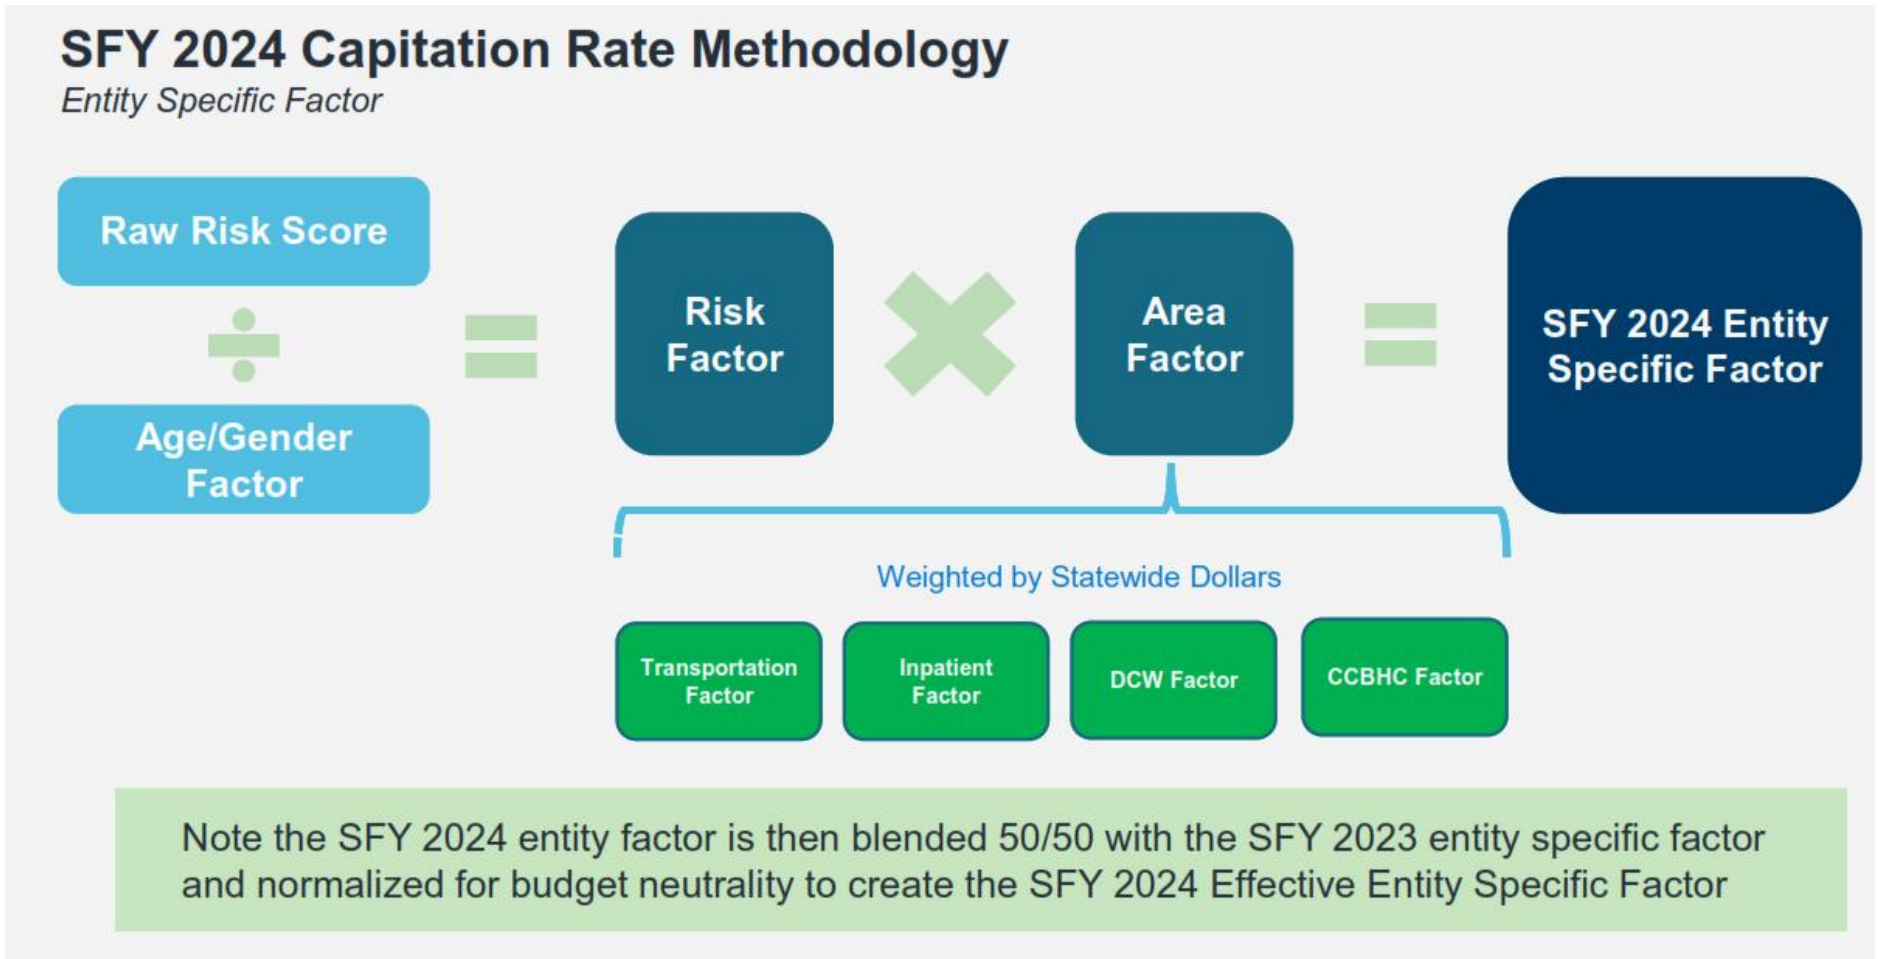 SFY 2024 Capitation Rate Methodology
Entity Specific Factor
Raw Risk Score
Age/Gender
Factor
Risk
Factor
Area
Factor
SFY 2024 Entity
Specific Factor
Weighted by Statewide Dollars
Transportation
Factor
Inpatient
Factor
DCW Factor
CCBHC Factor
Note the SFY 2024 entity factor is then blended 50/50 with the SFY 2023 entity specific factor
and normalized for budget neutrality to create the SFY 2024 Effective Entity Specific Factor